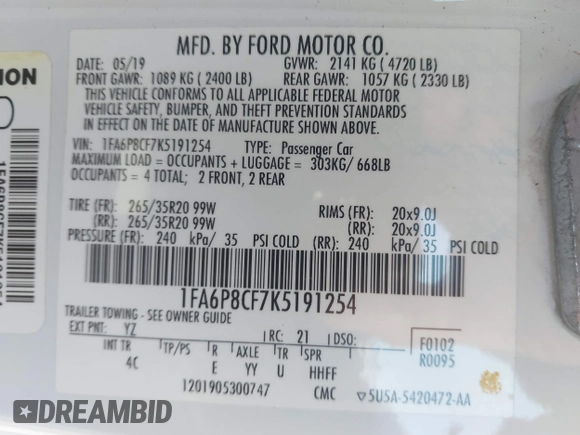 MFD. BY FORD MOTOR CO.
DATE: 05/19 GVWR: 2141 KG ( 4720 LB)
FRONT GAWR: 1089 KG ( 2400 LB) REAR GAWR: 1057 KG ( 2330 LB)
THIS VEHICLE CONFORMS TO ALL APPLICABLE FEDERAL MOTOR
VEHICLE SAFETY, BUMPER, AND THEFT PREVENTION STANDARDS
IN EFFECT ON THE DATE OF MANUFACTURE SHOWN ABOVE.
VIN: 1FA6P8CF7K5191254 TYPE: Passenger Car
MAXIMUM LOAD = OCCUPANTS + LUGGAGE = 303KG/ 668LB
OCCUPANTS = 4 TOTAL; 2 FRONT, 2 REAR
TIRE (FR): 265/35R20 99W RIMS (FR): 20x9.0J
(RR): 265/35R20 99W (RR): 20x9.0J
PRESSURE (FR): 240 kPa/ 35 PSI COLD (RR): 240 kPa/ 35 PSI COLD
1FA6P8CF7K5191254
TRAILER TOWING - SEE OWNER GUIDE
EXT PNT: YZ RC: 21 DSO:
F0102
R0095
INT TR TP/PS R AXLE TR SPR
4C E YY U HHFF
1201905300747 CMC ▽5USA-5420472-AA
DREAMBID